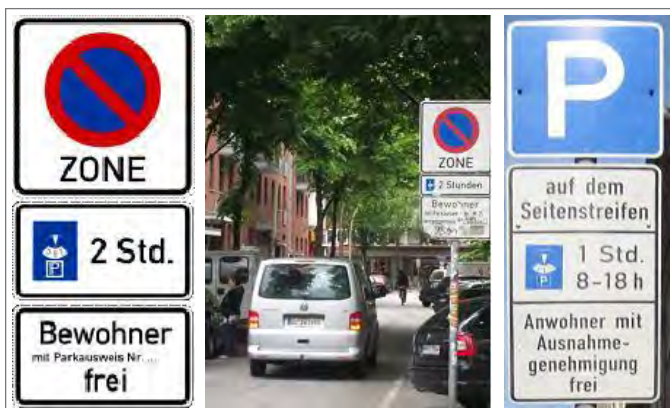 ZONE
2 Std.
Bewohner
mit Parkausweis Nr. ....
frei
ZONE
2 Stunden
Bewohner
frei
P
auf dem
Seitenstreifen
1 Std.
8-18 h
Anwohner mit
Ausnahme-
genehmigung
frei